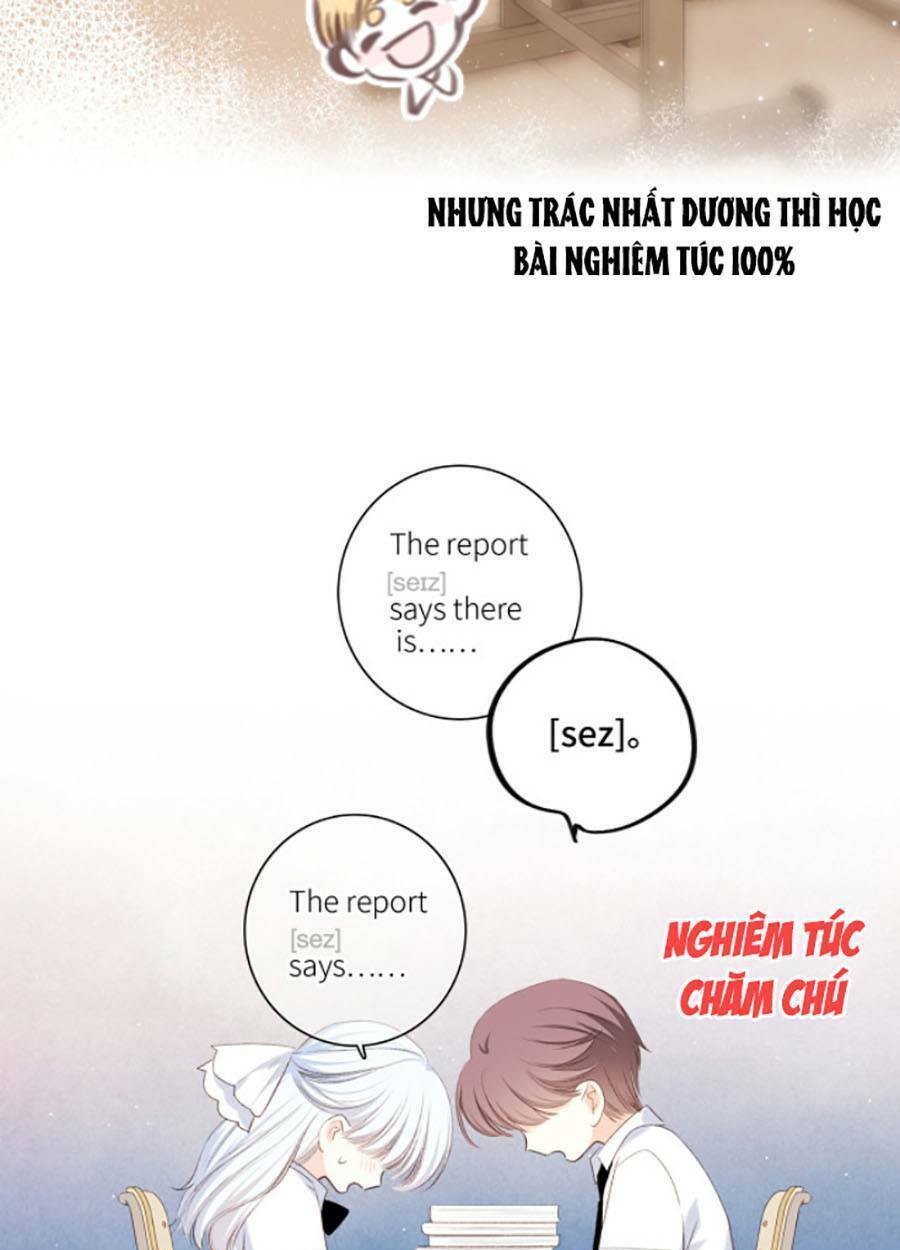 NHƯNG TRÁC NHẤT DƯƠNG THÌ HỌC
BÀI NGHIÊM TÚC 100%
The report
[seɪz]
says there
is......
[sez]。
The report
[sez]
says......
NGHIÊM TÚC
CHĂM CHÚ